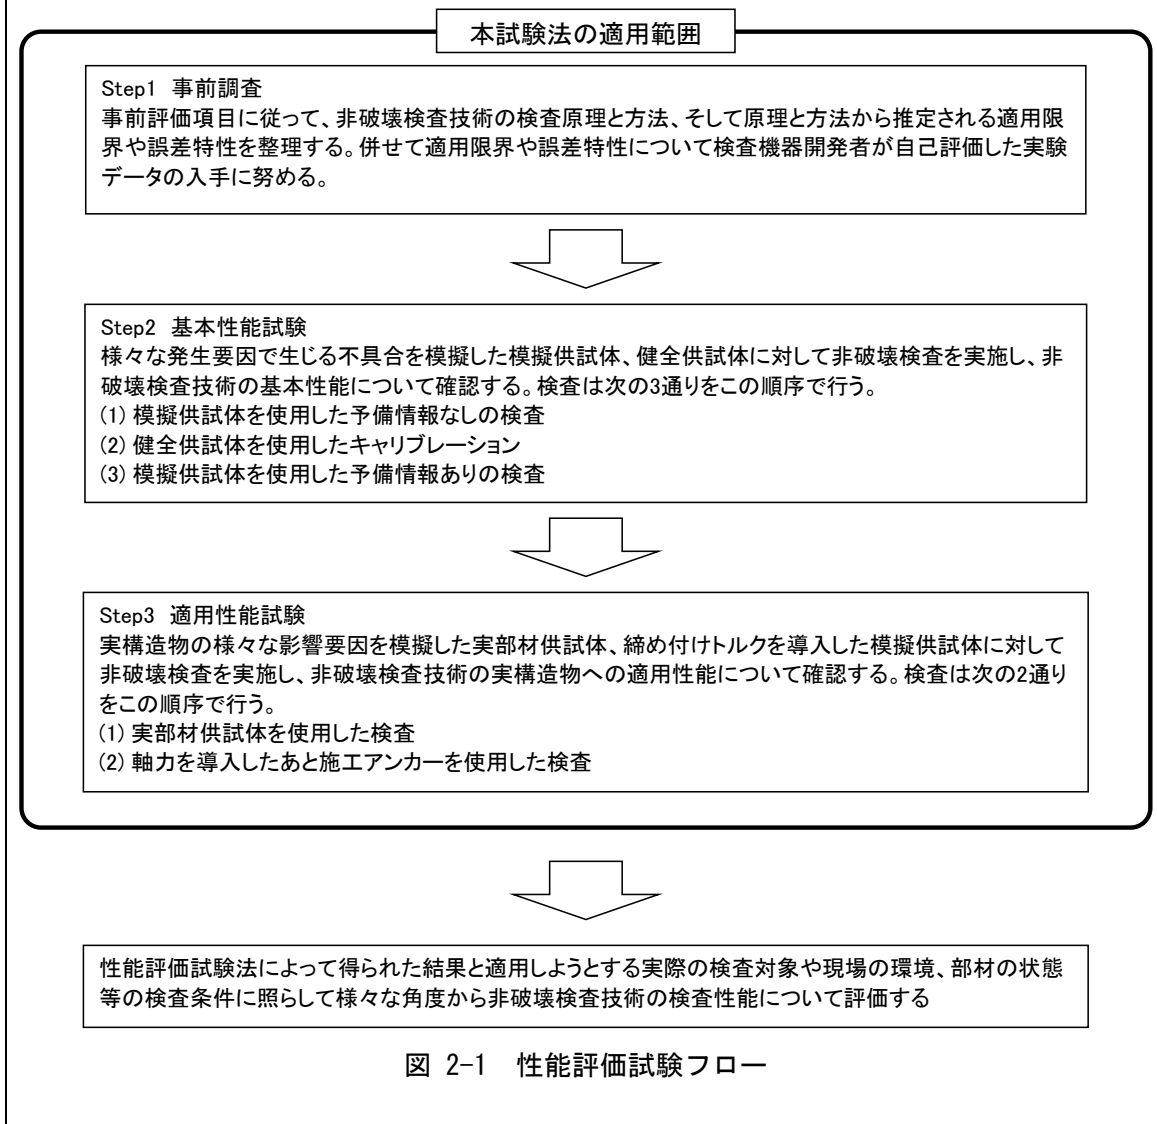 本試験法の適用範囲
Step1 事前調査
事前評価項目に従って、非破壊検査技術の検査原理と方法、そして原理と方法から推定される適用限
界や誤差特性を整理する。併せて適用限界や誤差特性について検査機器開発者が自己評価した実験
データの入手に努める。
Step2 基本性能試験
様々な発生要因で生じる不具合を模擬した模擬供試体、健全供試体に対して非破壊検査を実施し、非
破壊検査技術の基本性能について確認する。検査は次の3通りをこの順序で行う。
(1) 模擬供試体を使用した予備情報なしの検査
(2) 健全供試体を使用したキャリブレーション
(3) 模擬供試体を使用した予備情報ありの検査
Step3 適用性能試験
実構造物の様々な影響要因を模擬した実部材供試体、締め付けトルクを導入した模擬供試体に対して
非破壊検査を実施し、非破壊検査技術の実構造物への適用性能について確認する。検査は次の2通り
をこの順序で行う。
(1) 実部材供試体を使用した検査
(2) 軸力を導入したあと施工アンカーを使用した検査
性能評価試験法によって得られた結果と適用しようとする実際の検査対象や現場の環境、部材の状態
等の検査条件に照らして様々な角度から非破壊検査技術の検査性能について評価する
図 2-1 性能評価試験フロー